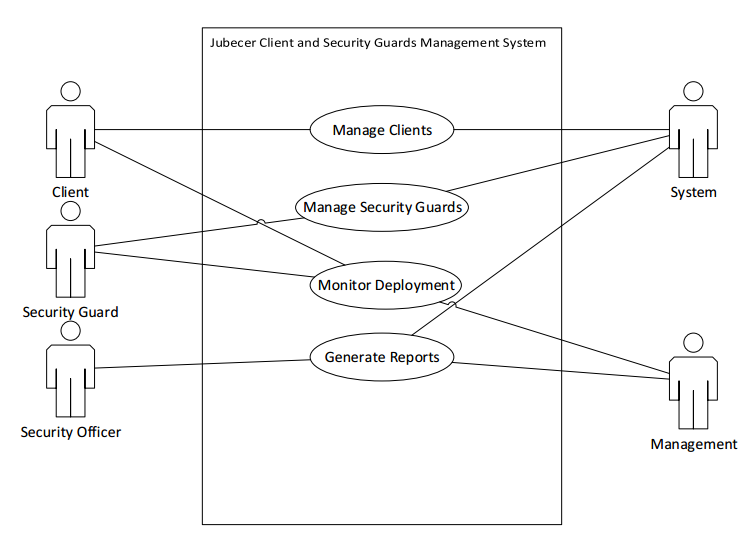 Jubecer Client and Security Guards Management System
Manage Clients
Client
System
Manage Security Guards
Monitor Deployment
Security Guard
Generate Reports
Security Officer
Management